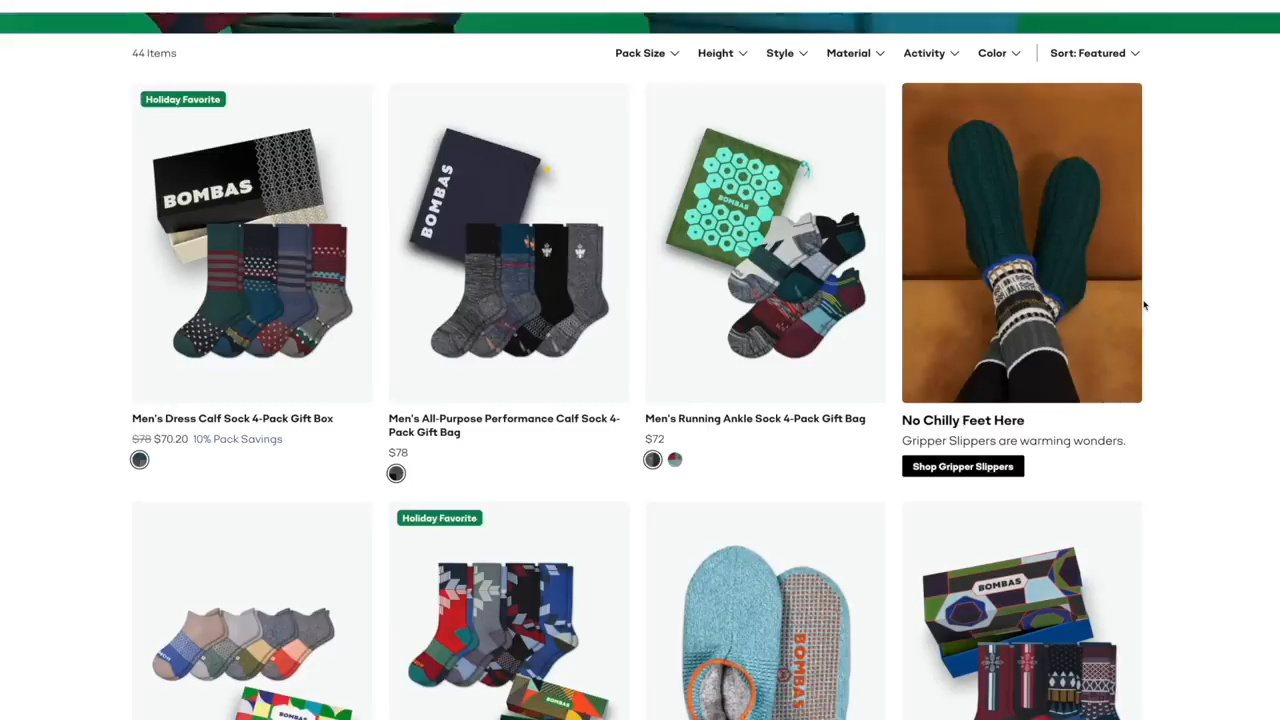 44 Items
Pack Size
Height
Style
Material
Activity
Color
Sort: Featured
Holiday Favorite
BOMBAS
BOMBAS
BOMBAS
Men's Dress Calf Sock 4-Pack Gift Box
$78 $70.20 10% Pack Savings
Men's All-Purpose Performance Calf Sock 4-
Pack Gift Bag
$78
Men's Running Ankle Sock 4-Pack Gift Bag
$72
No Chilly Feet Here
Gripper Slippers are warming wonders.
Shop Gripper Slippers
Holiday Favorite
BOMBAS
BOMBAS
BOMBAS
BOMBAS